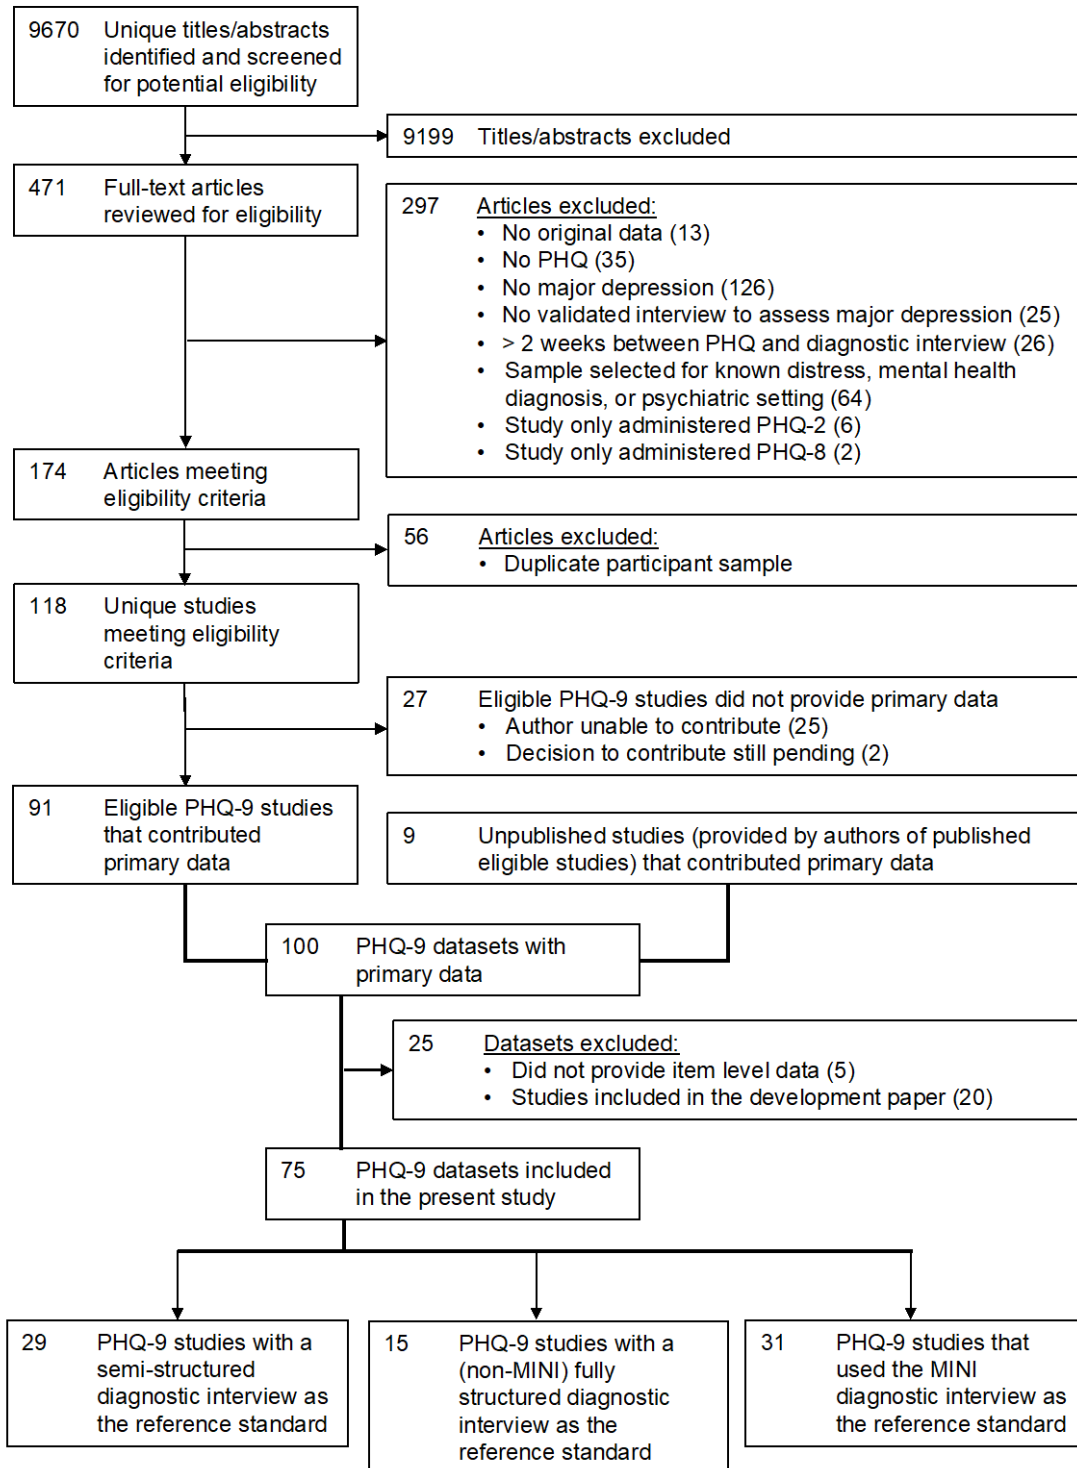 9670 Unique titles/abstracts
identified and screened
for potential eligibility
9199 Titles/abstracts excluded
471 Full-text articles
reviewed for eligibility
297 Articles excluded:
• No original data (13)
• No PHQ (35)
• No major depression (126)
• No validated interview to assess major depression (25)
• > 2 weeks between PHQ and diagnostic interview (26)
• Sample selected for known distress, mental health
diagnosis, or psychiatric setting (64)
• Study only administered PHQ-2 (6)
• Study only administered PHQ-8 (2)
174 Articles meeting
eligibility criteria
56 Articles excluded:
• Duplicate participant sample
118 Unique studies
meeting eligibility
criteria
27 Eligible PHQ-9 studies did not provide primary data
• Author unable to contribute (25)
• Decision to contribute still pending (2)
91 Eligible PHQ-9 studies
that contributed
primary data
9 Unpublished studies (provided by authors of published
eligible studies) that contributed primary data
100 PHQ-9 datasets with
primary data
25 Datasets excluded:
• Did not provide item level data (5)
• Studies included in the development paper (20)
75 PHQ-9 datasets included
in the present study
29 PHQ-9 studies with a
semi-structured
diagnostic interview as
the reference standard
15 PHQ-9 studies with a
(non-MINI) fully
structured diagnostic
interview as the
reference standard
31 PHQ-9 studies that
used the MINI
diagnostic interview as
the reference standard